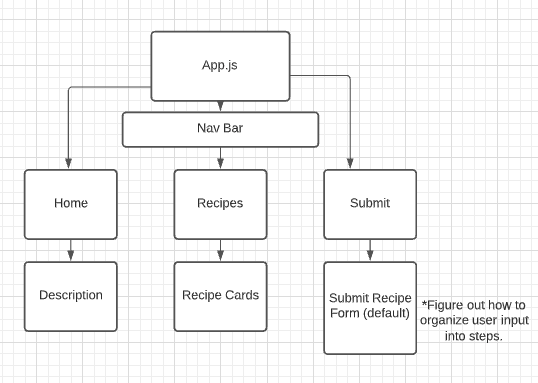 App.js
Nav Bar
Home
Recipes
Submit
Description
Recipe Cards
Submit Recipe
Form (default)
*Figure out how to
organize user input
into steps.